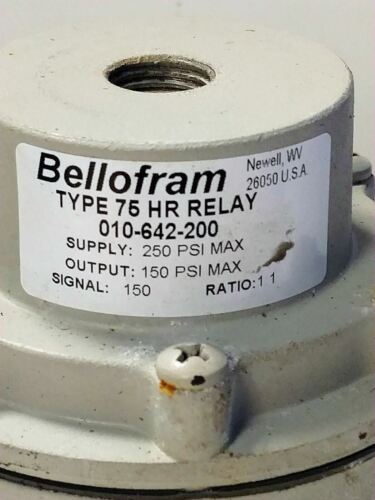 Bellofram
Newell, WV
26050 U.S.A.
TYPE 75 HR RELAY
010-642-200
SUPPLY: 250 PSI MAX
OUTPUT: 150 PSI MAX
SIGNAL: 150 RATIO:1 1